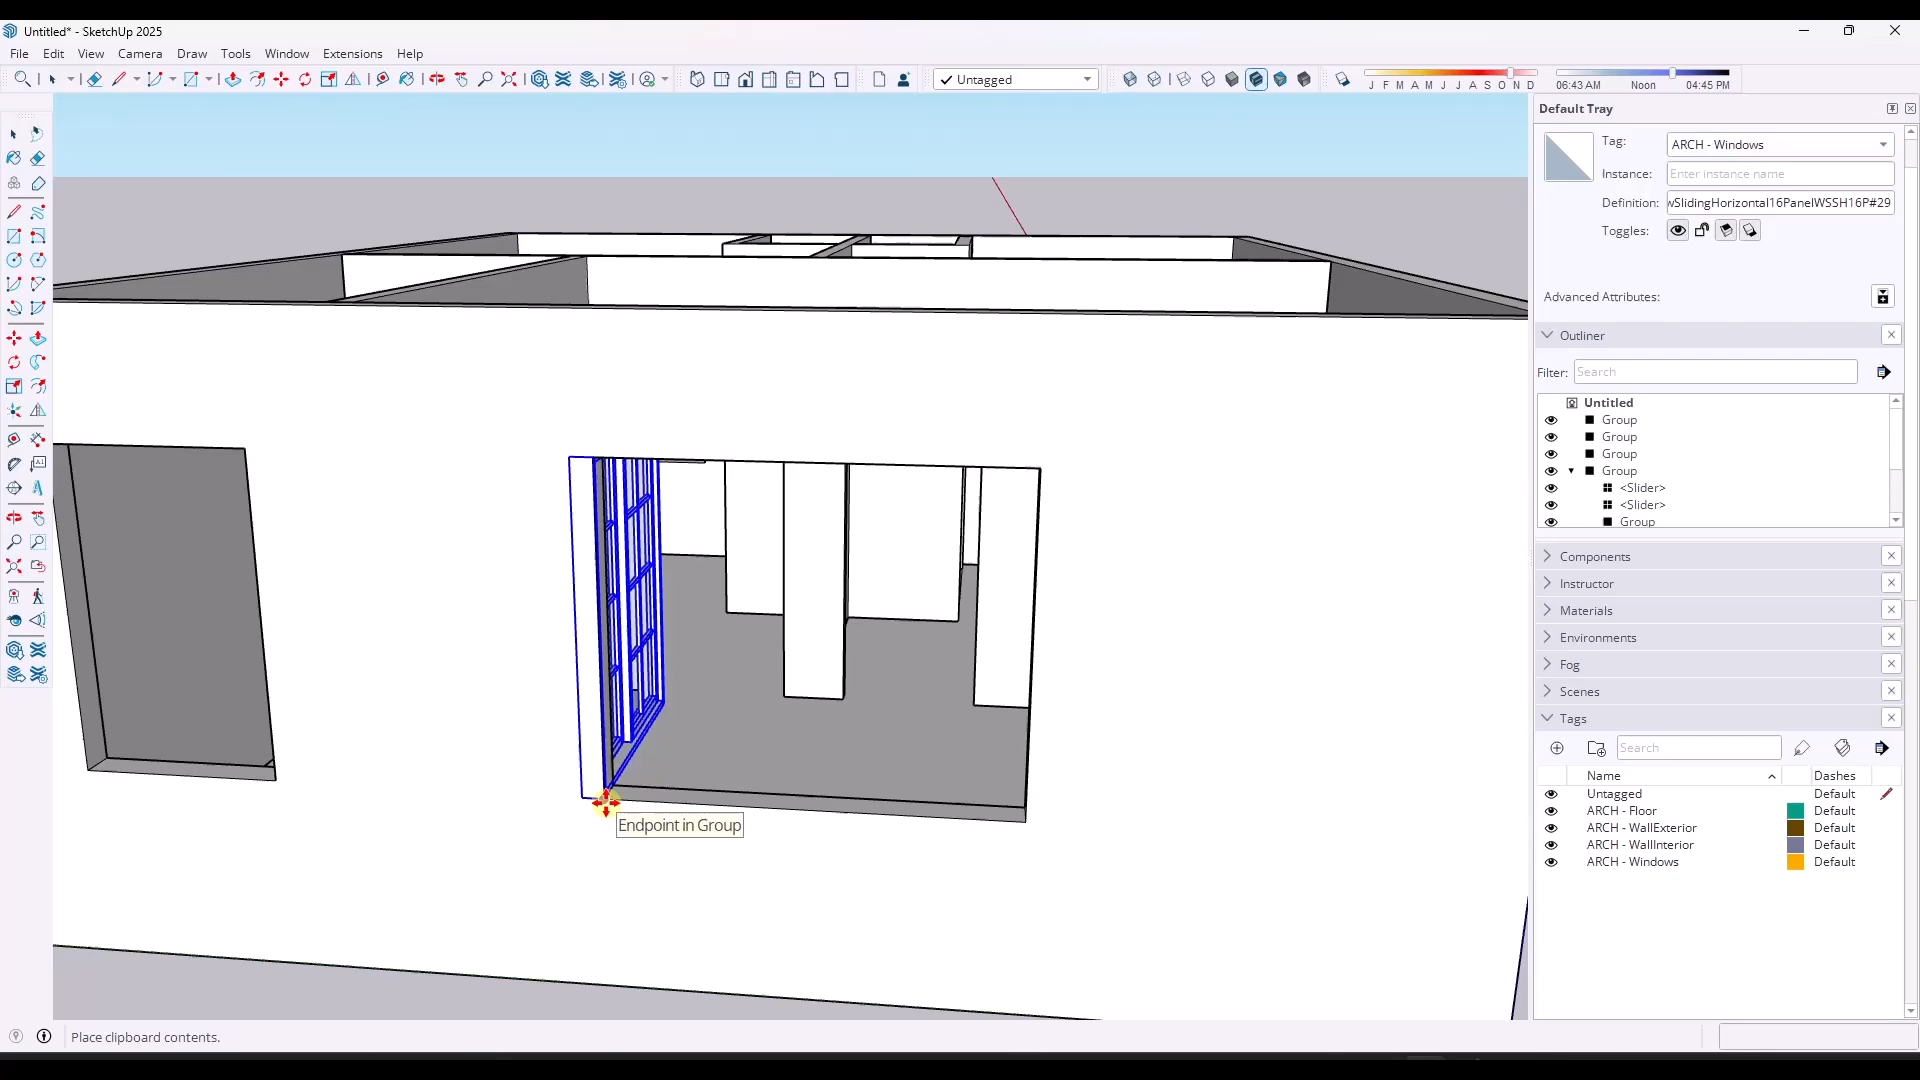 Untitled* - SketchUp 2025
File Edit View Camera Draw Tools Window Extensions Help
Untagged
J F M A M J J A S O N D
06:43 AM Noon 04:45 PM
Default Tray
Tag: ARCH - Windows
Instance: Enter instance name
Definition: wSlidingHorizontal16PanelWSSH16P#29
Toggles:
Advanced Attributes:
Outliner
Filter: Search
Untitled
Group
Group
Group
Group
<Slider>
<Slider>
Group
Components
Instructor
Materials
Environments
Fog
Scenes
Tags
Search
Name Dashes
Untagged Default
ARCH - Floor Default
ARCH - WallExterior Default
ARCH - WallInterior Default
ARCH - Windows Default
Endpoint in Group
Place clipboard contents.